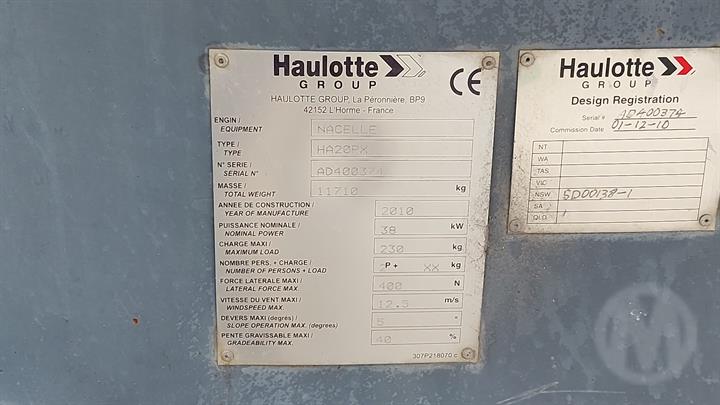 Haulotte
GROUP
CE
HAULOTTE GROUP, La Péronnière, BP9
42152 L'Horme - France
ENGIN /
EQUIPMENT NACELLE
TYPE /
TYPE HA20PX
N° SERIE /
SERIAL N° AD400374
MASSE /
TOTAL WEIGHT 11710 kg
ANNEE DE CONSTRUCTION /
YEAR OF MANUFACTURE 2010
PUISSANCE NOMINALE /
NOMINAL POWER 38 kW
CHARGE MAXI /
MAXIMUM LOAD 230 kg
NOMBRE PERS. + CHARGE /
NUMBER OF PERSONS + LOAD 2P + XX kg
FORCE LATERALE MAXI /
LATERAL FORCE MAX. 400 N
VITESSE DU VENT MAXI /
WINDSPEED MAX. 12.5 m/s
DEVERS MAXI (degrés) /
SLOPE OPERATION MAX. (degrees) 5 °
PENTE GRAVISSABLE MAXI /
GRADEABILITY MAX. 40 %
307P218070 c
Haulotte
GROUP
Design Registration
Serial # AD400374
Commission Date 01-12-10
NT
WA
TAS
VIC
NSW SD00138-1
SA
QLD